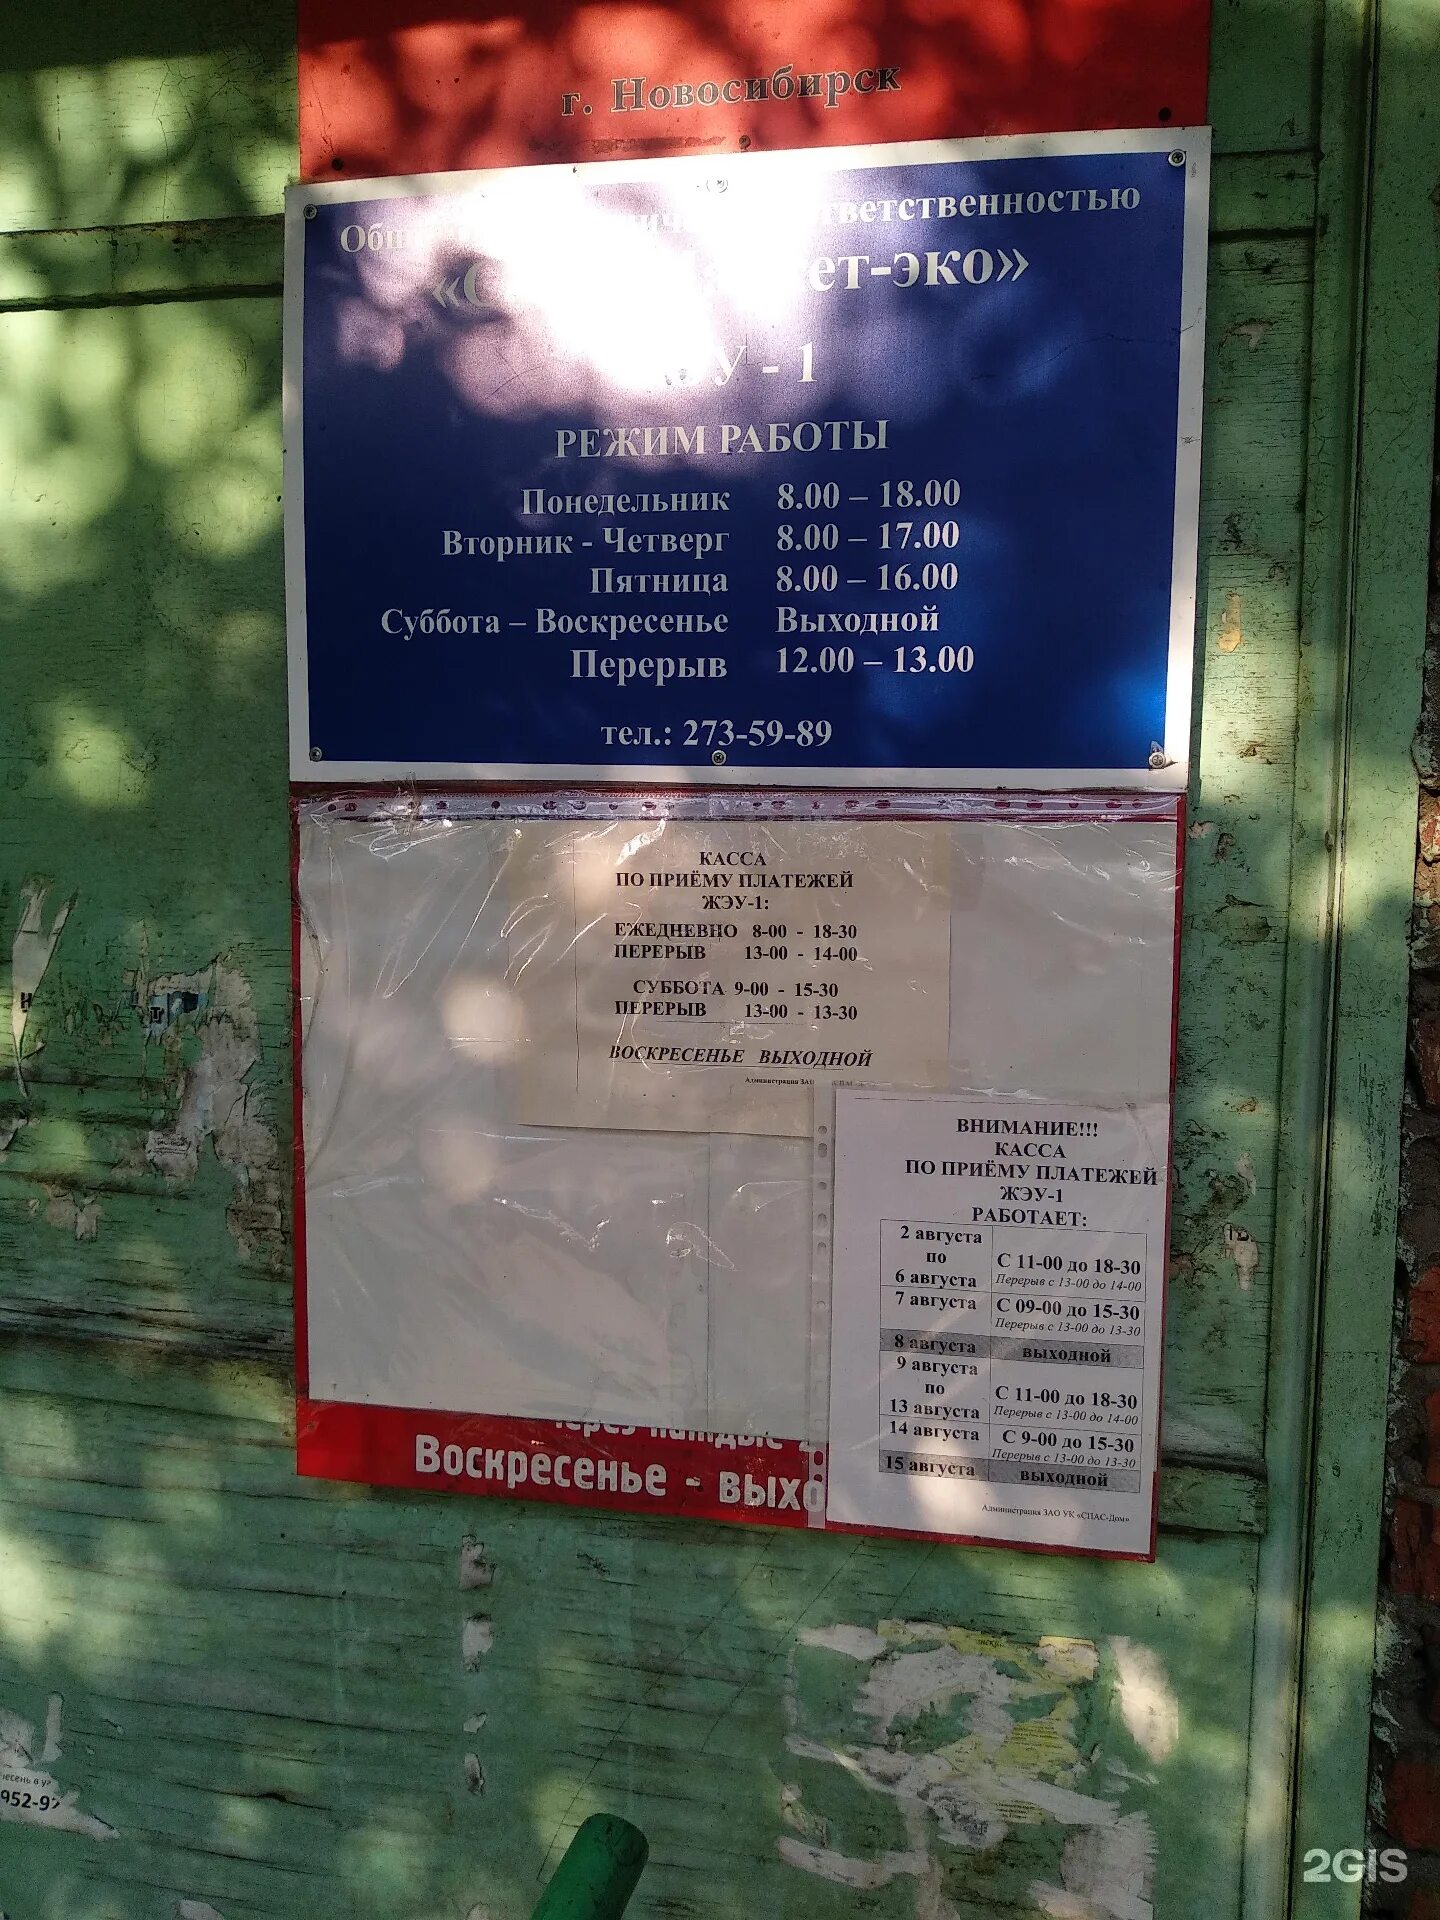 г. Новосибирск
ответственностью
ет-эко»
У - 1
РЕЖИМ РАБОТЫ
Понедельник 8.00 – 18.00
Вторник - Четверг 8.00 – 17.00
Пятница 8.00 – 16.00
Суббота – Воскресенье Выходной
Перерыв 12.00 – 13.00
тел.: 273-59-89
КАССА
ПО ПРИЁМУ ПЛАТЕЖЕЙ
ЖЭУ-1:
ЕЖЕДНЕВНО 8-00 - 18-30
ПЕРЕРЫВ 13-00 - 14-00
СУББОТА 9-00 - 15-30
ПЕРЕРЫВ 13-00 - 13-30
ВОСКРЕСЕНЬЕ ВЫХОДНОЙ
Администрация
ВНИМАНИЕ!!!
КАССА
ПО ПРИЁМУ ПЛАТЕЖЕЙ
ЖЭУ-1
РАБОТАЕТ:
2 августа
по
6 августа
С 11-00 до 18-30
Перерыв с 13-00 до 14-00
7 августа
С 09-00 до 15-30
Перерыв с 13-00 до 13-30
8 августа выходной
9 августа
по
13 августа
С 11-00 до 18-30
Перерыв с 13-00 до 14-00
14 августа
С 9-00 до 15-30
Перерыв с 13-00 до 13-30
15 августа выходной
Администрация ЗАО УК «СПАС-Дом»
Воскресенье - выхо
952-92
2GIS